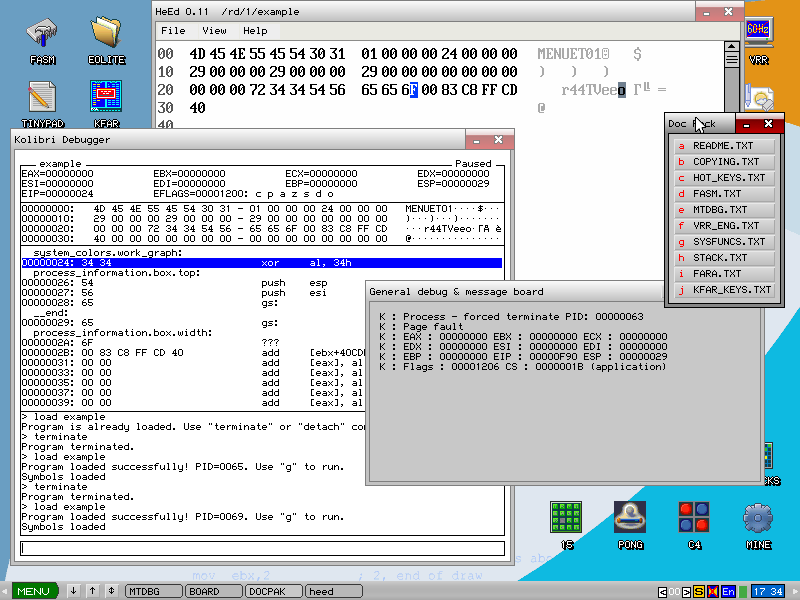 HeEd 0.11 /rd/1/example
File View Help
00 4D 45 4E 55 45 54 30 31 01 00 00 00 24 00 00 00 MENUET01 $
10 29 00 00 00 29 00 00 00 29 00 00 00 00 00 00 00 ) ) )
20 00 00 00 72 34 34 54 56 65 65 6F 00 83 C8 FF CD r44TVeeo =
30 40 @
40
FASM
EOLITE
TINYPAD
KFAR
60Hz
VRR
Kolibri Debugger
example
Paused
EAX=00000000 EBX=00000000 ECX=00000000 EDX=00000000
ESI=00000000 EDI=00000000 EBP=00000000 ESP=00000029
EIP=00000024 EFLAGS=00001200: c p a z s d o
00000000: 4D 45 4E 55 45 54 30 31 - 01 00 00 00 24 00 00 00 MENUET01····$···
00000010: 29 00 00 00 29 00 00 00 - 29 00 00 00 00 00 00 00 )···)···)·······
00000020: 00 00 00 72 34 34 54 56 - 65 65 6F 00 83 C8 FF CD ···r44TVeeo·ГЛ è
00000030: 40 00 00 00 00 00 00 00 - 00 00 00 00 00 00 00 00 @···············
system_colors.work_graph:
00000024: 34 34 xor al, 34h
process_information.box.top:
00000026: 54 push esp
00000027: 56 push esi
00000028: 65 gs:
__end:
00000029: 65 gs:
process_information.box.width:
0000002A: 6F ???
0000002B: 00 83 C8 FF CD 40 add [ebx+40CD
00000031: 00 00 add [eax], al
00000033: 00 00 add [eax], al
00000035: 00 00 add [eax], al
00000037: 00 00 add [eax], al
00000039: 00 00 add [eax], al
> load example
Program is already loaded. Use "terminate" or "detach" co
> terminate
Program terminated.
> load example
Program loaded successfully! PID=0065. Use "g" to run.
Symbols loaded
> terminate
Program terminated.
> load example
Program loaded successfully! PID=0069. Use "g" to run.
Symbols loaded
General debug & message board
K : Process - forced terminate PID: 00000063
K : Page fault
K : EAX : 00000000 EBX : 00000000 ECX : 00000000
K : EDX : 00000000 ESI : 00000000 EDI : 00000000
K : EBP : 00000000 EIP : 00000F90 ESP : 00000029
K : Flags : 00001206 CS : 0000001B (application)
Doc
ck
a README.TXT
b COPYING.TXT
c HOT_KEYS.TXT
d FASM.TXT
e MTDBG.TXT
f VRR_ENG.TXT
g SYSFUNCS.TXT
h STACK.TXT
i FARA.TXT
j KFAR_KEYS.TXT
CKS
15
PONG
C4
MINE
s abo
mov ebx,2 ; 2, end of draw
MENU
MTDBG
BOARD
DOCPAK
heed
< 00 > S En 17 34